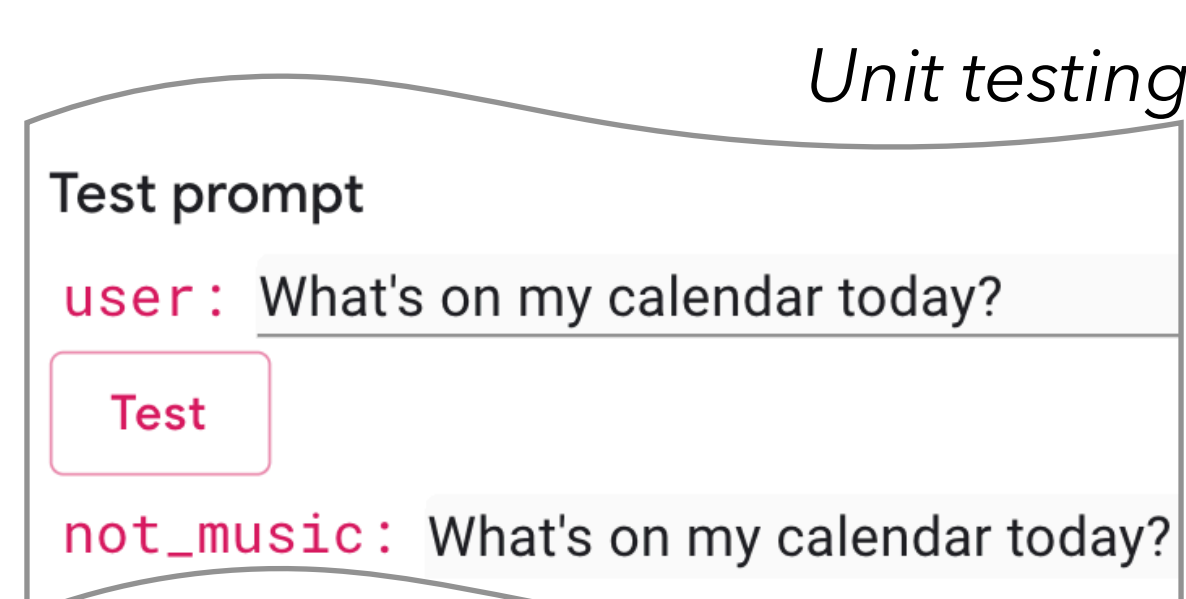 Unit testing
Test prompt
user: What's on my calendar today?
Test
not_music: What's on my calendar today?